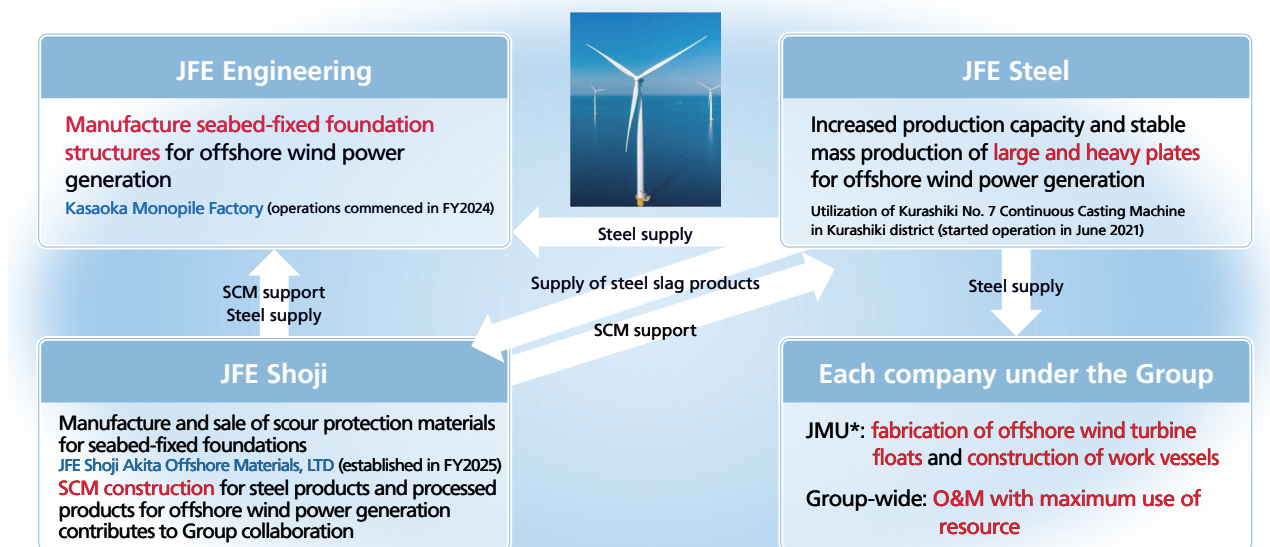 JFE Engineering
Manufacture seabed-fixed foundation
structures for offshore wind power
generation
Kasaoka Monopile Factory (operations commenced in FY2024)
JFE Steel
Increased production capacity and stable
mass production of large and heavy plates
for offshore wind power generation
Utilization of Kurashiki No. 7 Continuous Casting Machine
in Kurashiki district (started operation in June 2021)
Steel supply
Supply of steel slag products
SCM support
SCM support
Steel supply
Steel supply
JFE Shoji
Manufacture and sale of scour protection materials
for seabed-fixed foundations
JFE Shoji Akita Offshore Materials, LTD (established in FY2025)
SCM construction for steel products and processed
products for offshore wind power generation
contributes to Group collaboration
Each company under the Group
JMU*: fabrication of offshore wind turbine
floats and construction of work vessels
Group-wide: O&M with maximum use of
resource